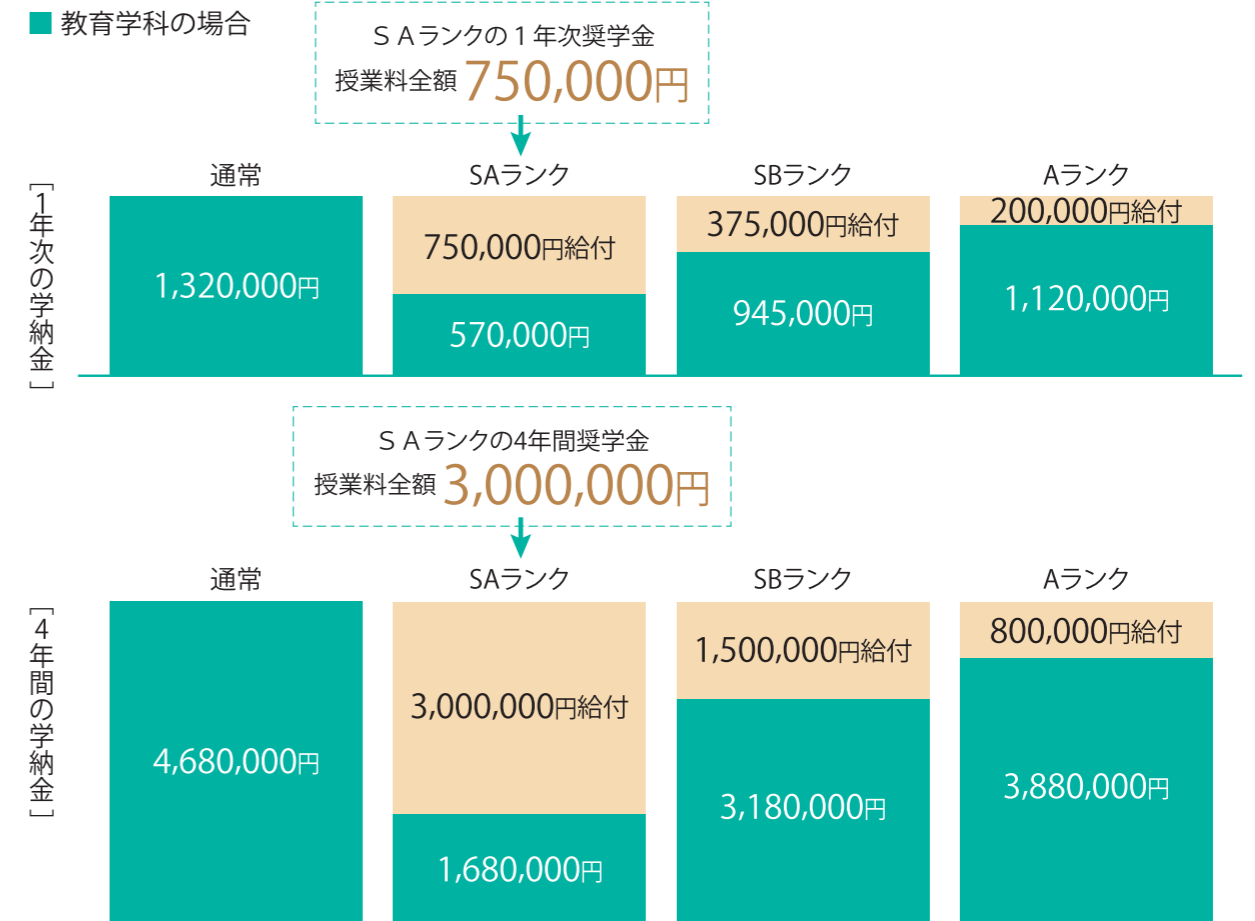 ■ 教育学科の場合
ＳＡランクの１年次奨学金
授業料全額 750,000円
［1年次の学納金］
通常
SAランク
SBランク
Aランク
1,320,000円
750,000円給付
570,000円
375,000円給付
945,000円
200,000円給付
1,120,000円
ＳＡランクの4年間奨学金
授業料全額 3,000,000円
［4年間の学納金］
通常
SAランク
SBランク
Aランク
4,680,000円
3,000,000円給付
1,680,000円
1,500,000円給付
3,180,000円
800,000円給付
3,880,000円